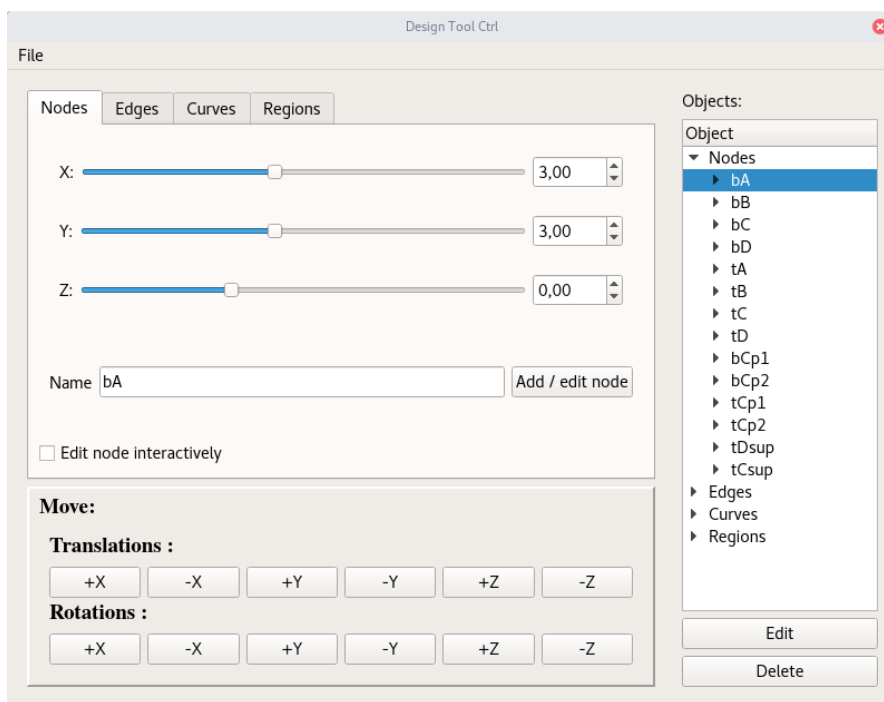 Design Tool Ctrl
File
Nodes Edges Curves Regions
X: 3,00
Y: 3,00
Z: 0,00
Name bA Add / edit node
Edit node interactively
Move:
Translations :
+X -X +Y -Y +Z -Z
Rotations :
+X -X +Y -Y +Z -Z
Objects:
Object
Nodes
bA
bB
bC
bD
tA
tB
tC
tD
bCp1
bCp2
tCp1
tCp2
tDsup
tCsup
Edges
Curves
Regions
Edit
Delete